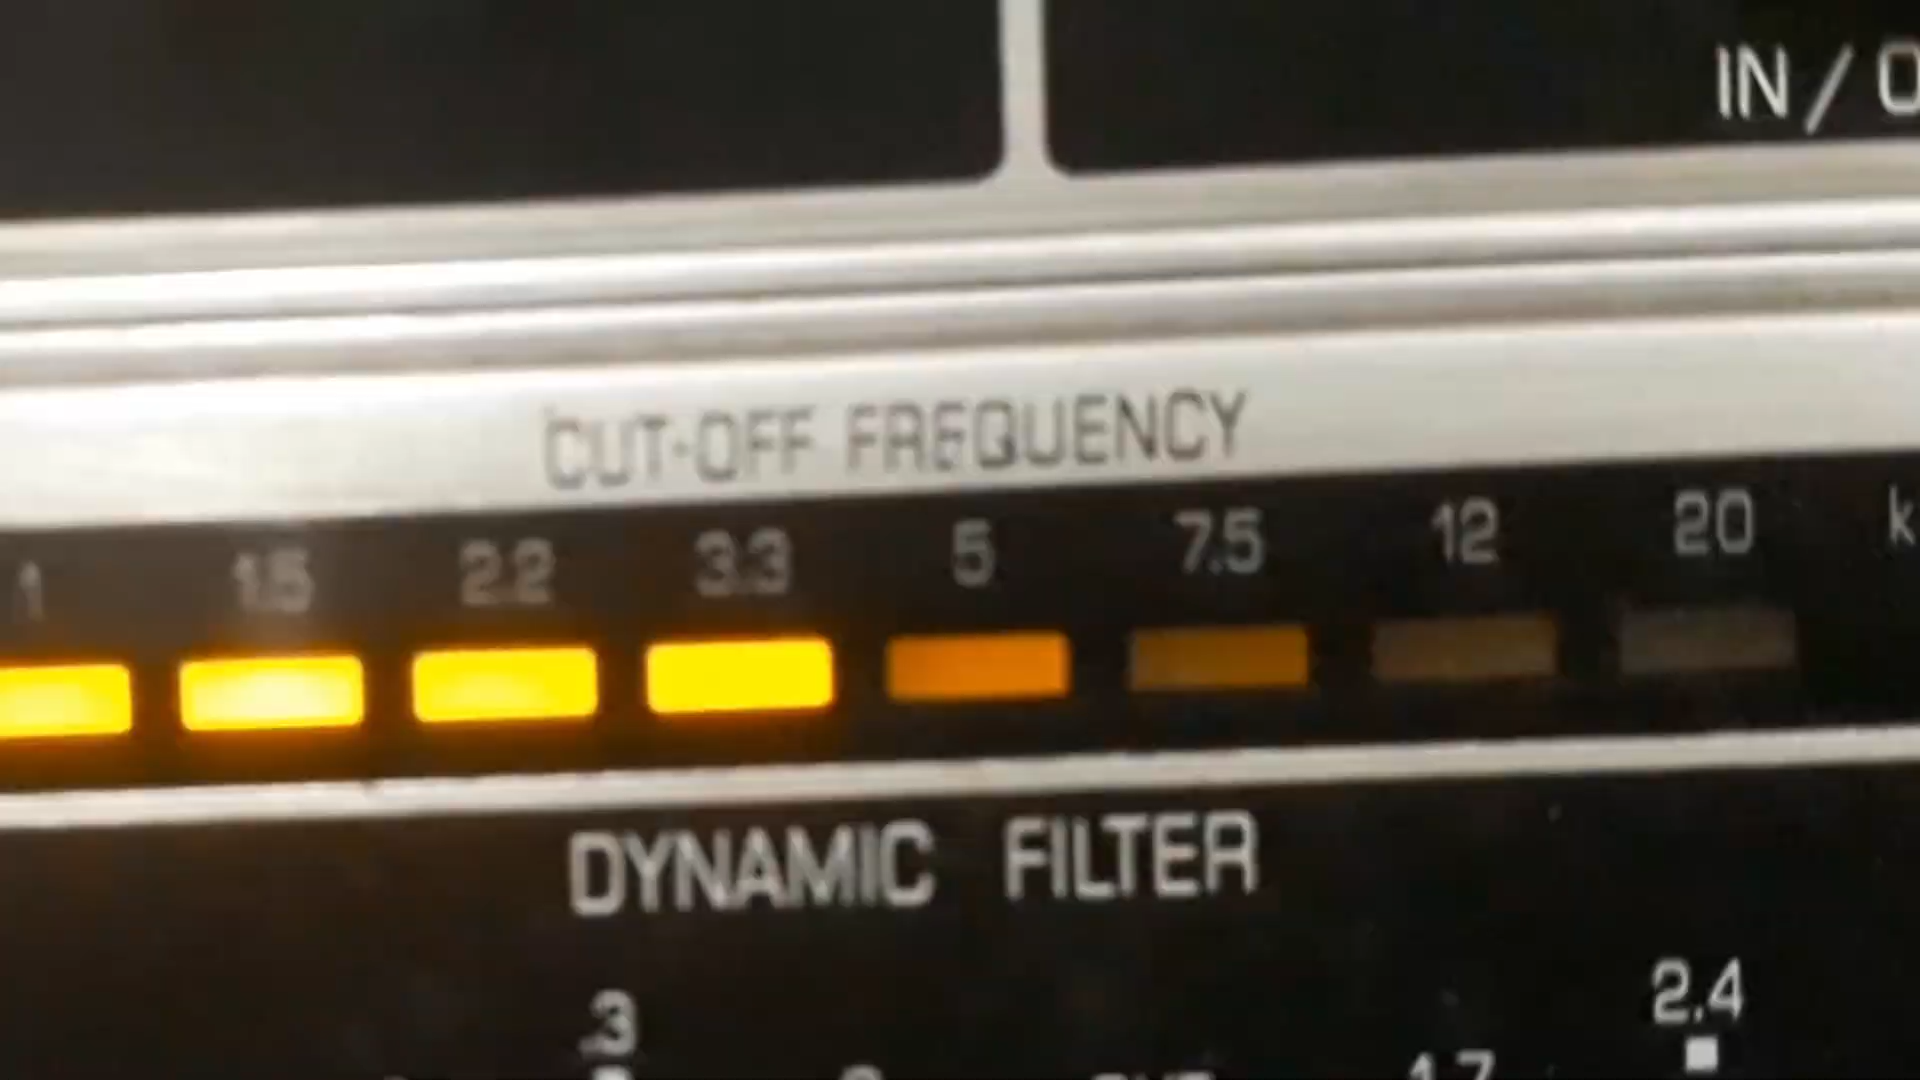 IN / O
CUT-OFF FREQUENCY
1 1.5 2.2 3.3 5 7.5 12 20 k
DYNAMIC FILTER
.3 2.4